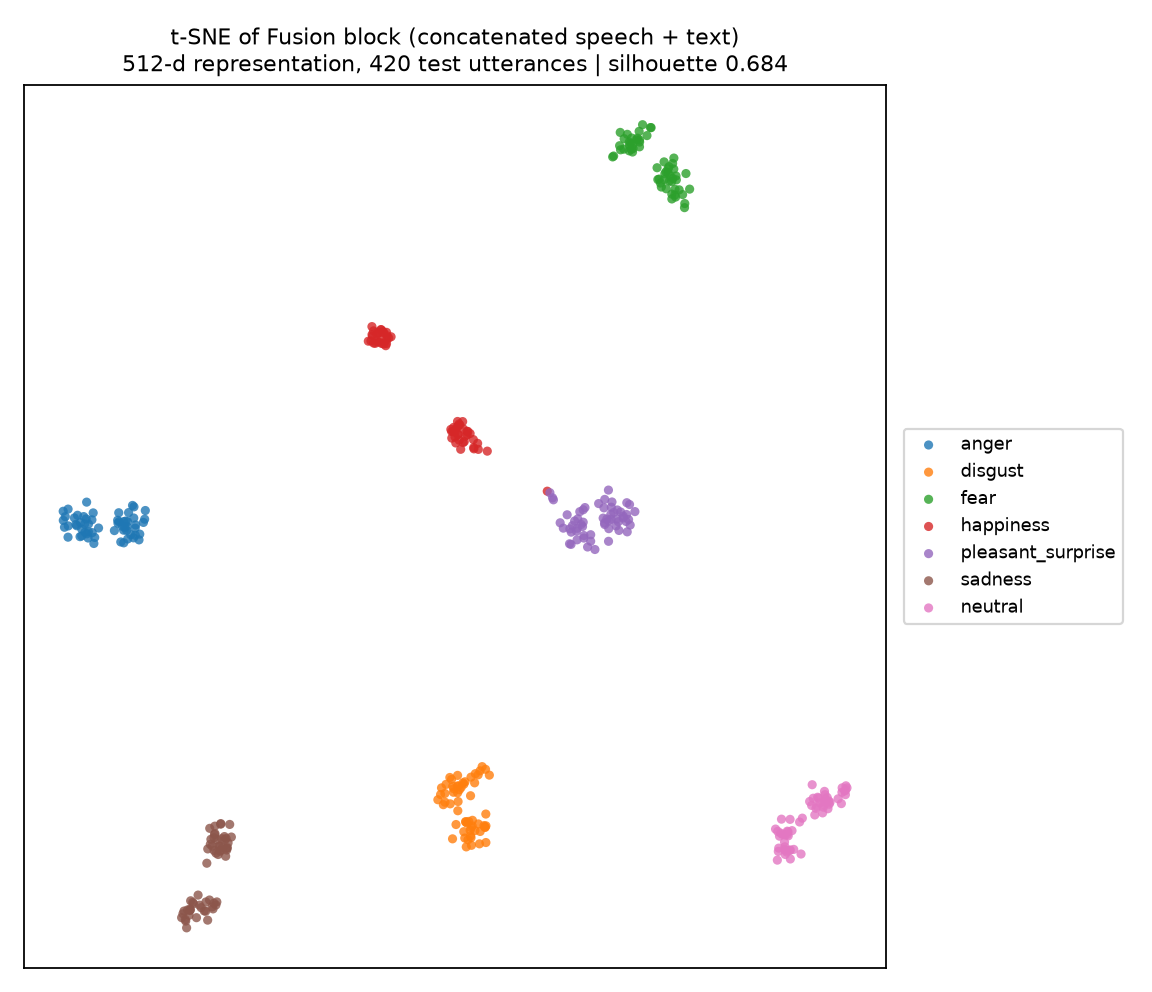 t-SNE of Fusion block (concatenated speech + text)
512-d representation, 420 test utterances | silhouette 0.684
anger
disgust
fear
happiness
pleasant_surprise
sadness
neutral